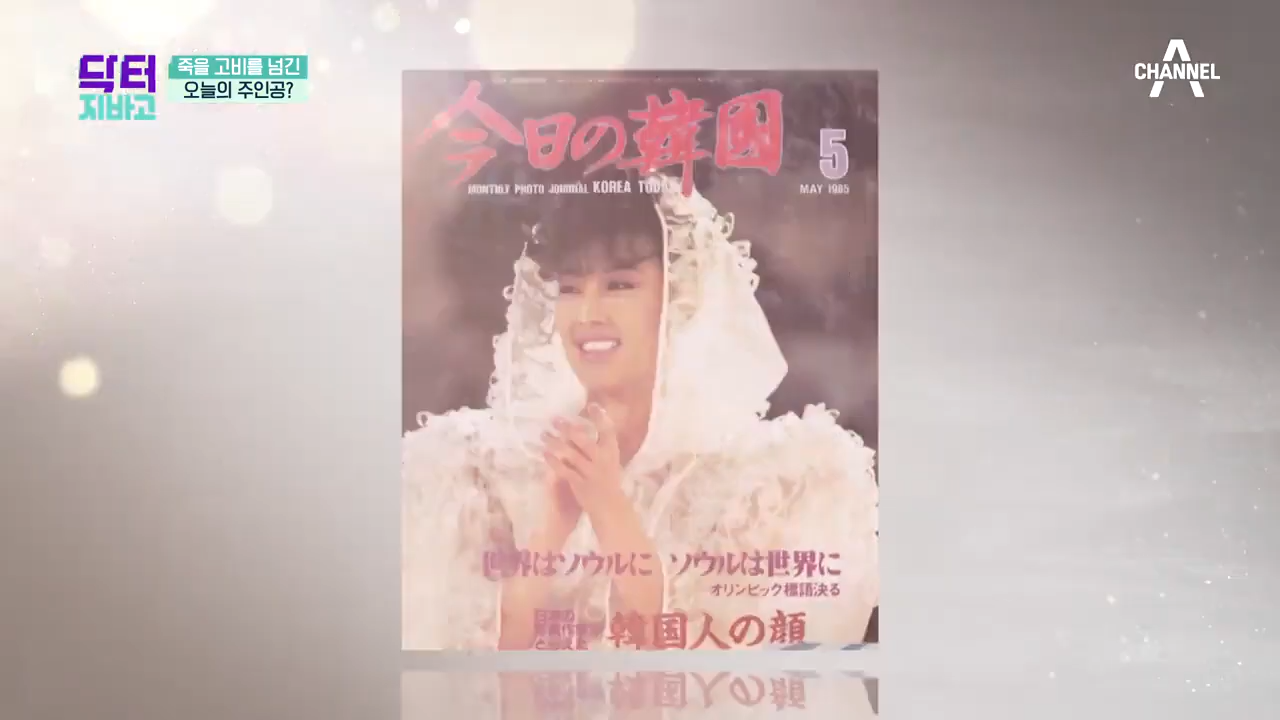 닥터
지바고
죽을 고비를 넘긴
오늘의 주인공?
CHANNEL A
今日の韓國
5
MONTHLY PHOTO JOURNAL KOREA TODAY
MAY 1985
世界はソウルに ソウルは世界に
オリンピック標語決る
韓国人の顔